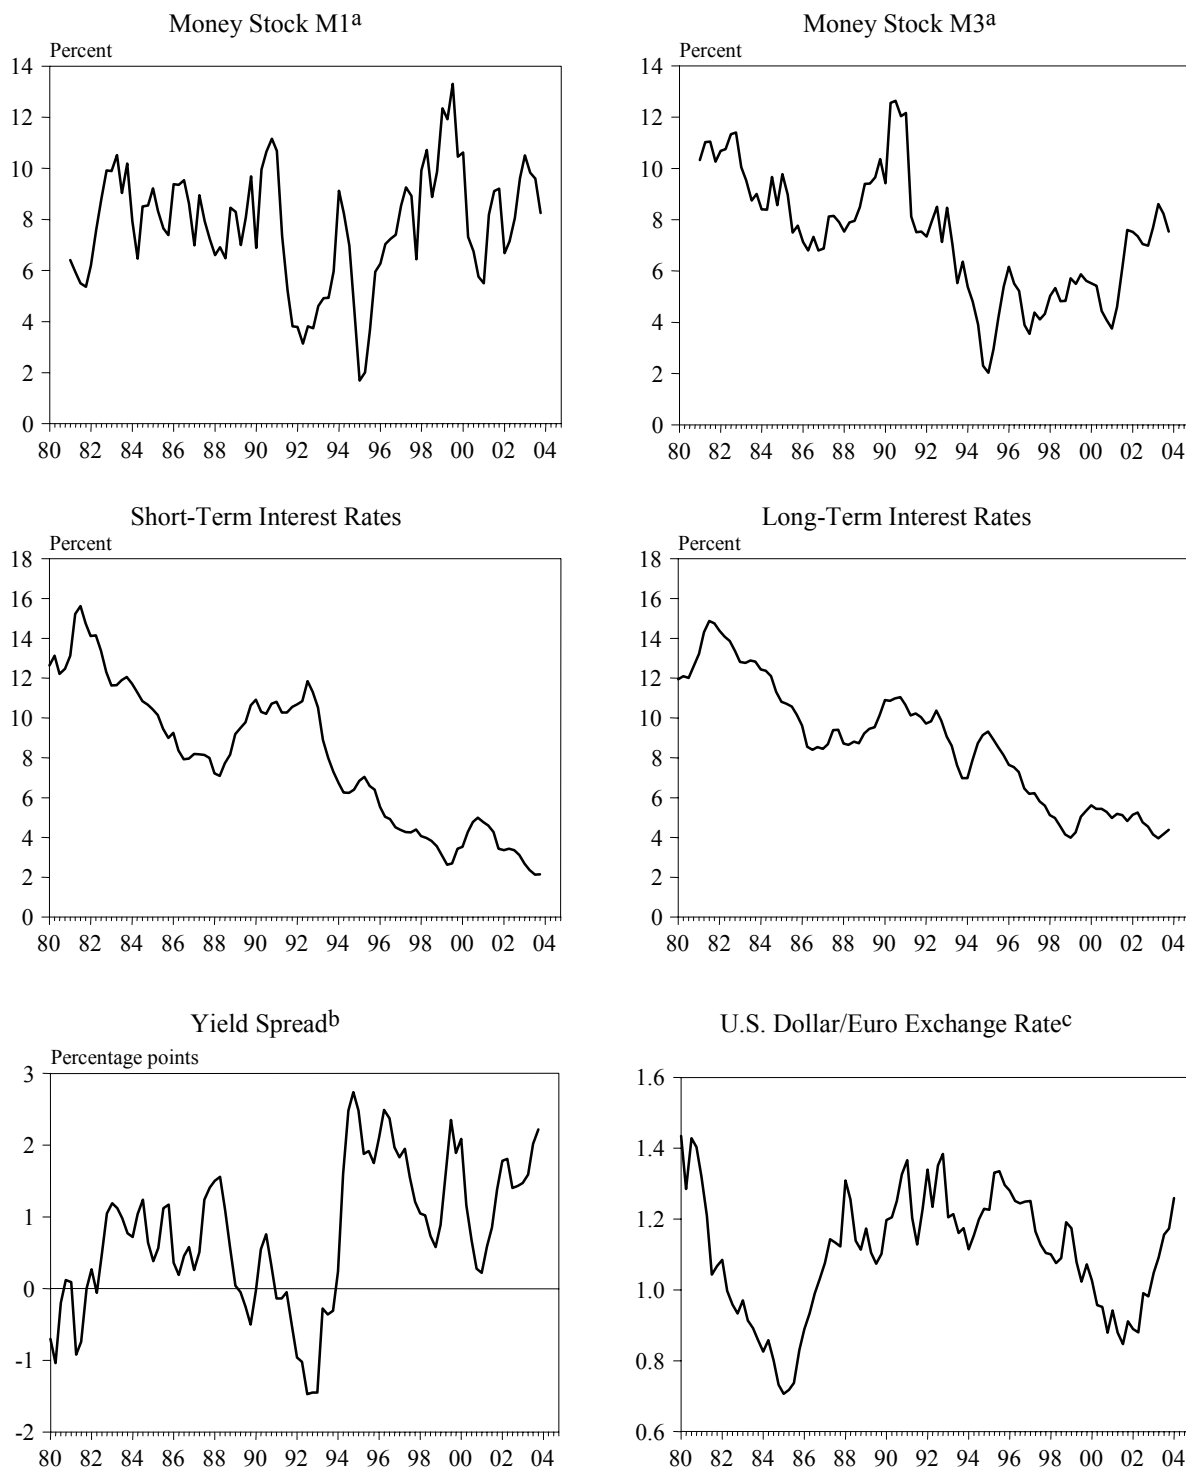 Money Stock M1a
Percent
14
12
10
8
6
4
2
0
80 82 84 86 88 90 92 94 96 98 00 02 04
Money Stock M3a
Percent
14
12
10
8
6
4
2
0
80 82 84 86 88 90 92 94 96 98 00 02 04
Short-Term Interest Rates
Percent
18
16
14
12
10
8
6
4
2
0
80 82 84 86 88 90 92 94 96 98 00 02 04
Long-Term Interest Rates
Percent
18
16
14
12
10
8
6
4
2
0
80 82 84 86 88 90 92 94 96 98 00 02 04
Yield Spreadb
Percentage points
3
2
1
0
-1
-2
80 82 84 86 88 90 92 94 96 98 00 02 04
U.S. Dollar/Euro Exchange Ratec
1.6
1.4
1.2
1.0
0.8
0.6
80 82 84 86 88 90 92 94 96 98 00 02 04